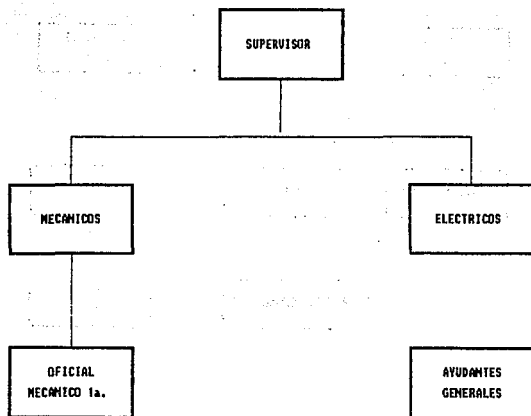 SUPERVISOR
MECANICOS
ELECTRICOS
OFICIAL
MECANICO 1a.
AYUDANTES
GENERALES